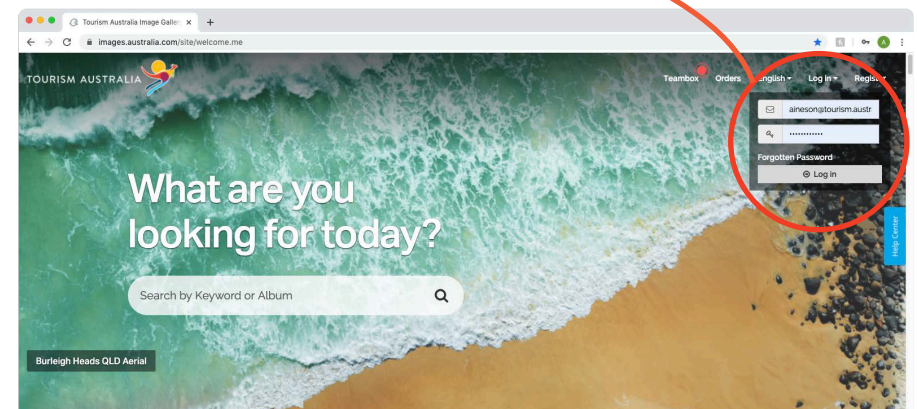 Tourism Australia Image Galler
images.australia.com/site/welcome.me
A
TOURISM AUSTRALIA
Teambox Orders English Log In Regist
aineson@tourism.austr
Forgotten Password
Log in
What are you
looking for today?
Search by Keyword or Album
Help Center
Burleigh Heads QLD Aerial